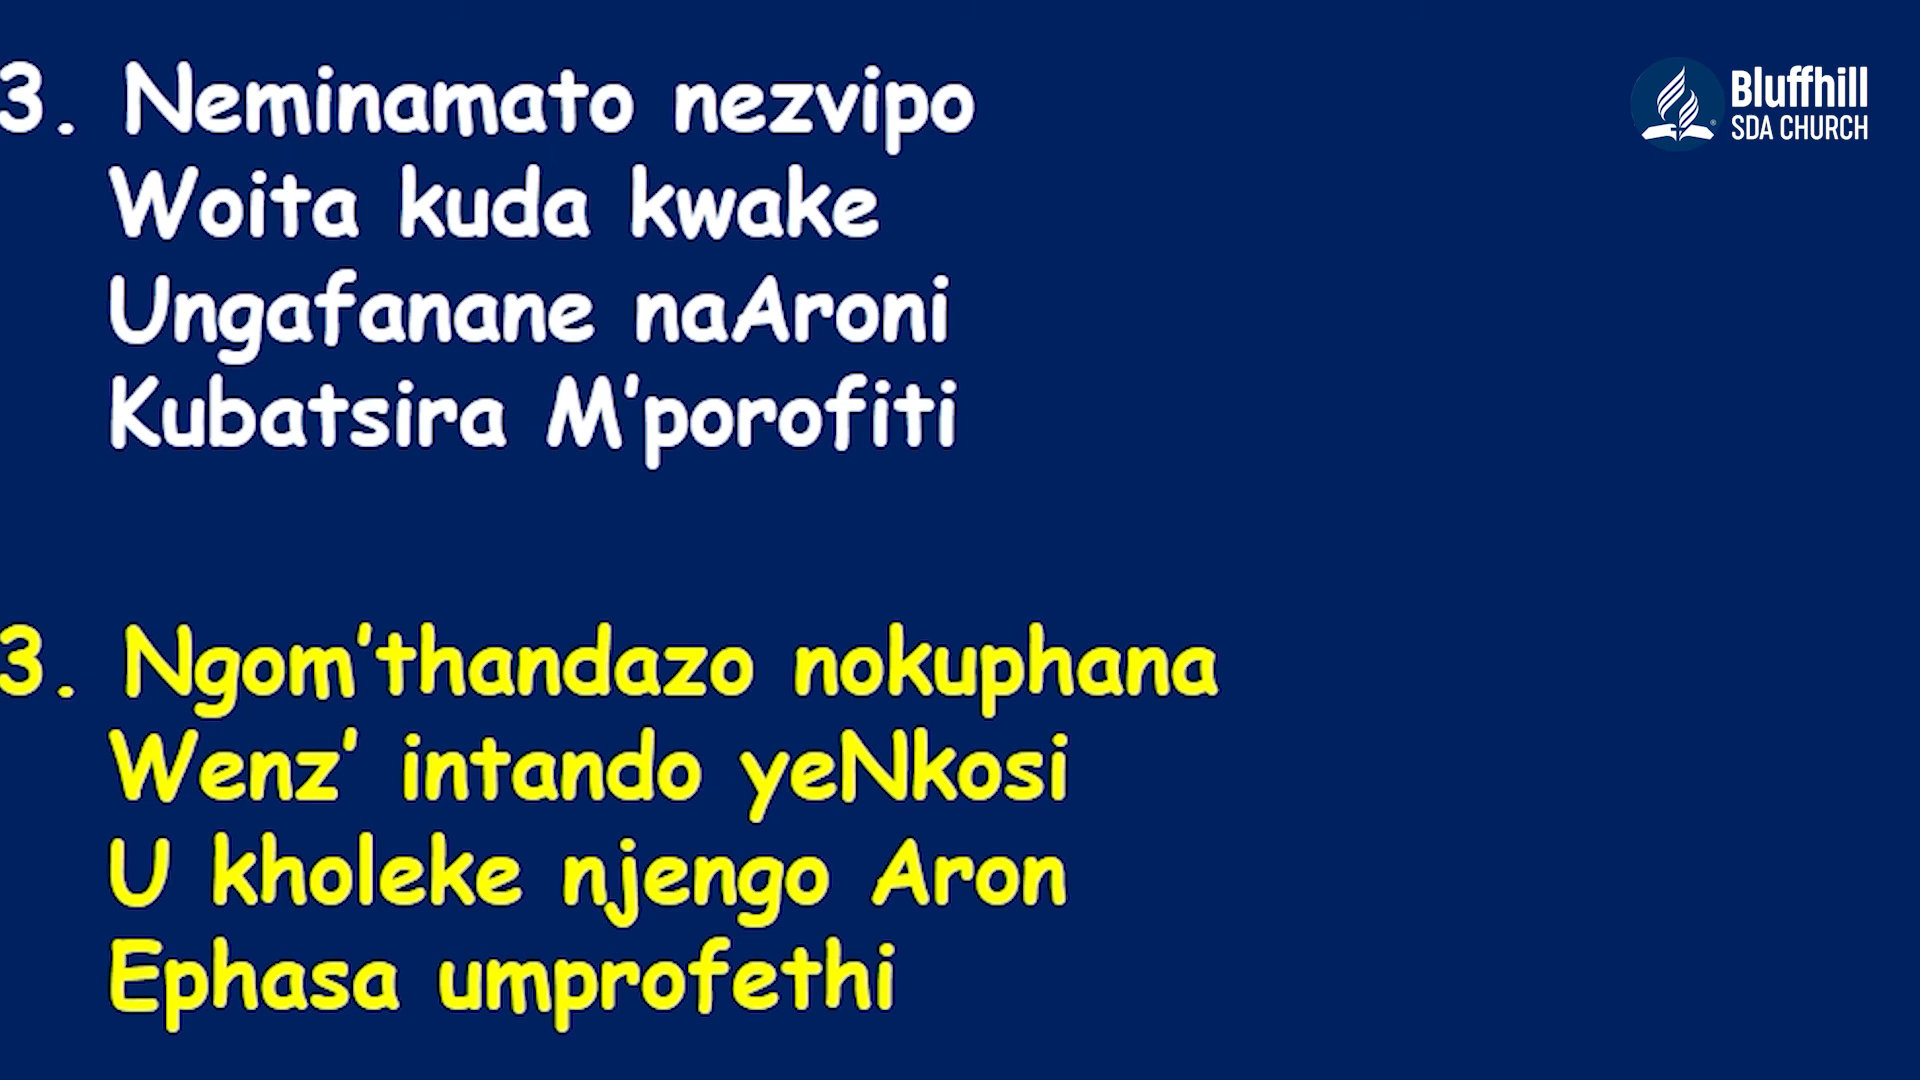 3. Neminamato nezvipo
Woita kuda kwake
Ungafanane naAroni
Kubatsira M'porofiti
Bluffhill
SDA CHURCH
3. Ngom'thandazo nokuphana
Wenz' intando yeNkosi
U kholeke njengo Aron
Ephasa umprofethi